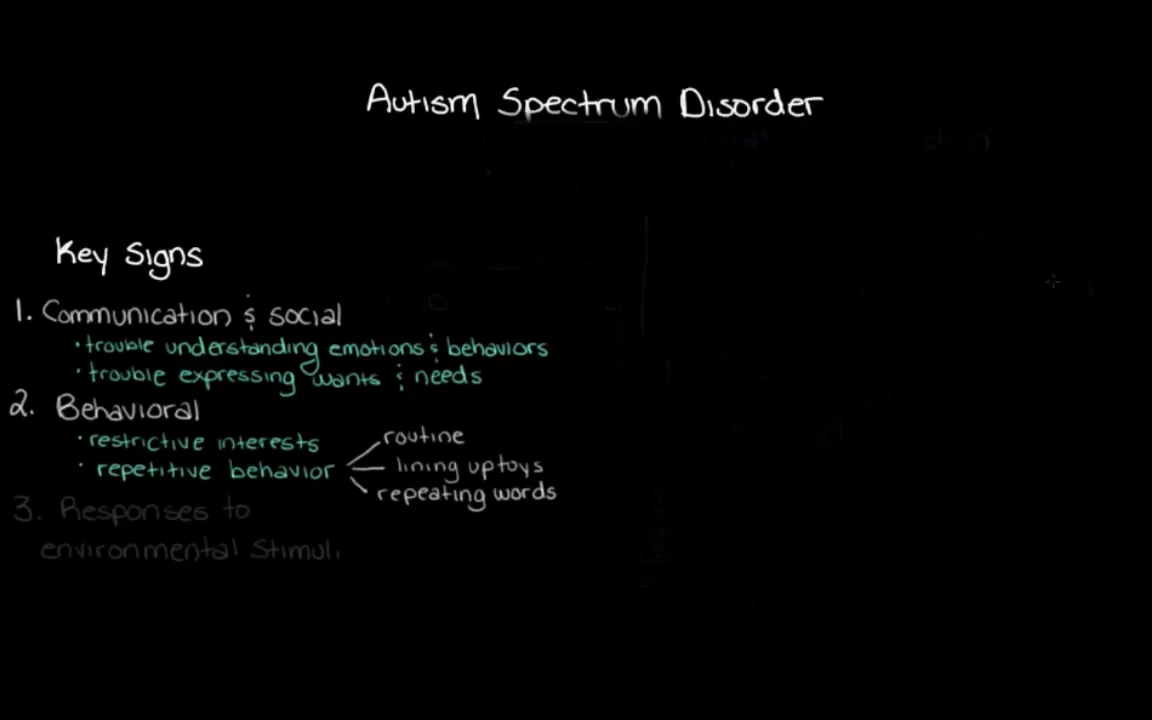 Autism Spectrum Disorder
Key Signs
1. Communication & social
• trouble understanding emotions & behaviors
• trouble expressing wants & needs
2. Behavioral
• restrictive interests
• repetitive behavior
routine
lining up toys
repeating words
3. Responses to
environmental Stimuli